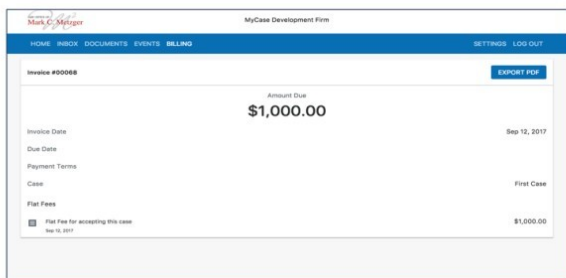 Mark C. Metzger
MyCase Development Firm
HOME INBOX DOCUMENTS EVENTS BILLING
SETTINGS LOG OUT
Invoice #00068
EXPORT PDF
Amount Due
$1,000.00
Invoice Date
Sep 12, 2017
Due Date
Payment Terms
Case
First Case
Flat Fees
Flat Fee for accepting this case
$1,000.00
Sep 12, 2017